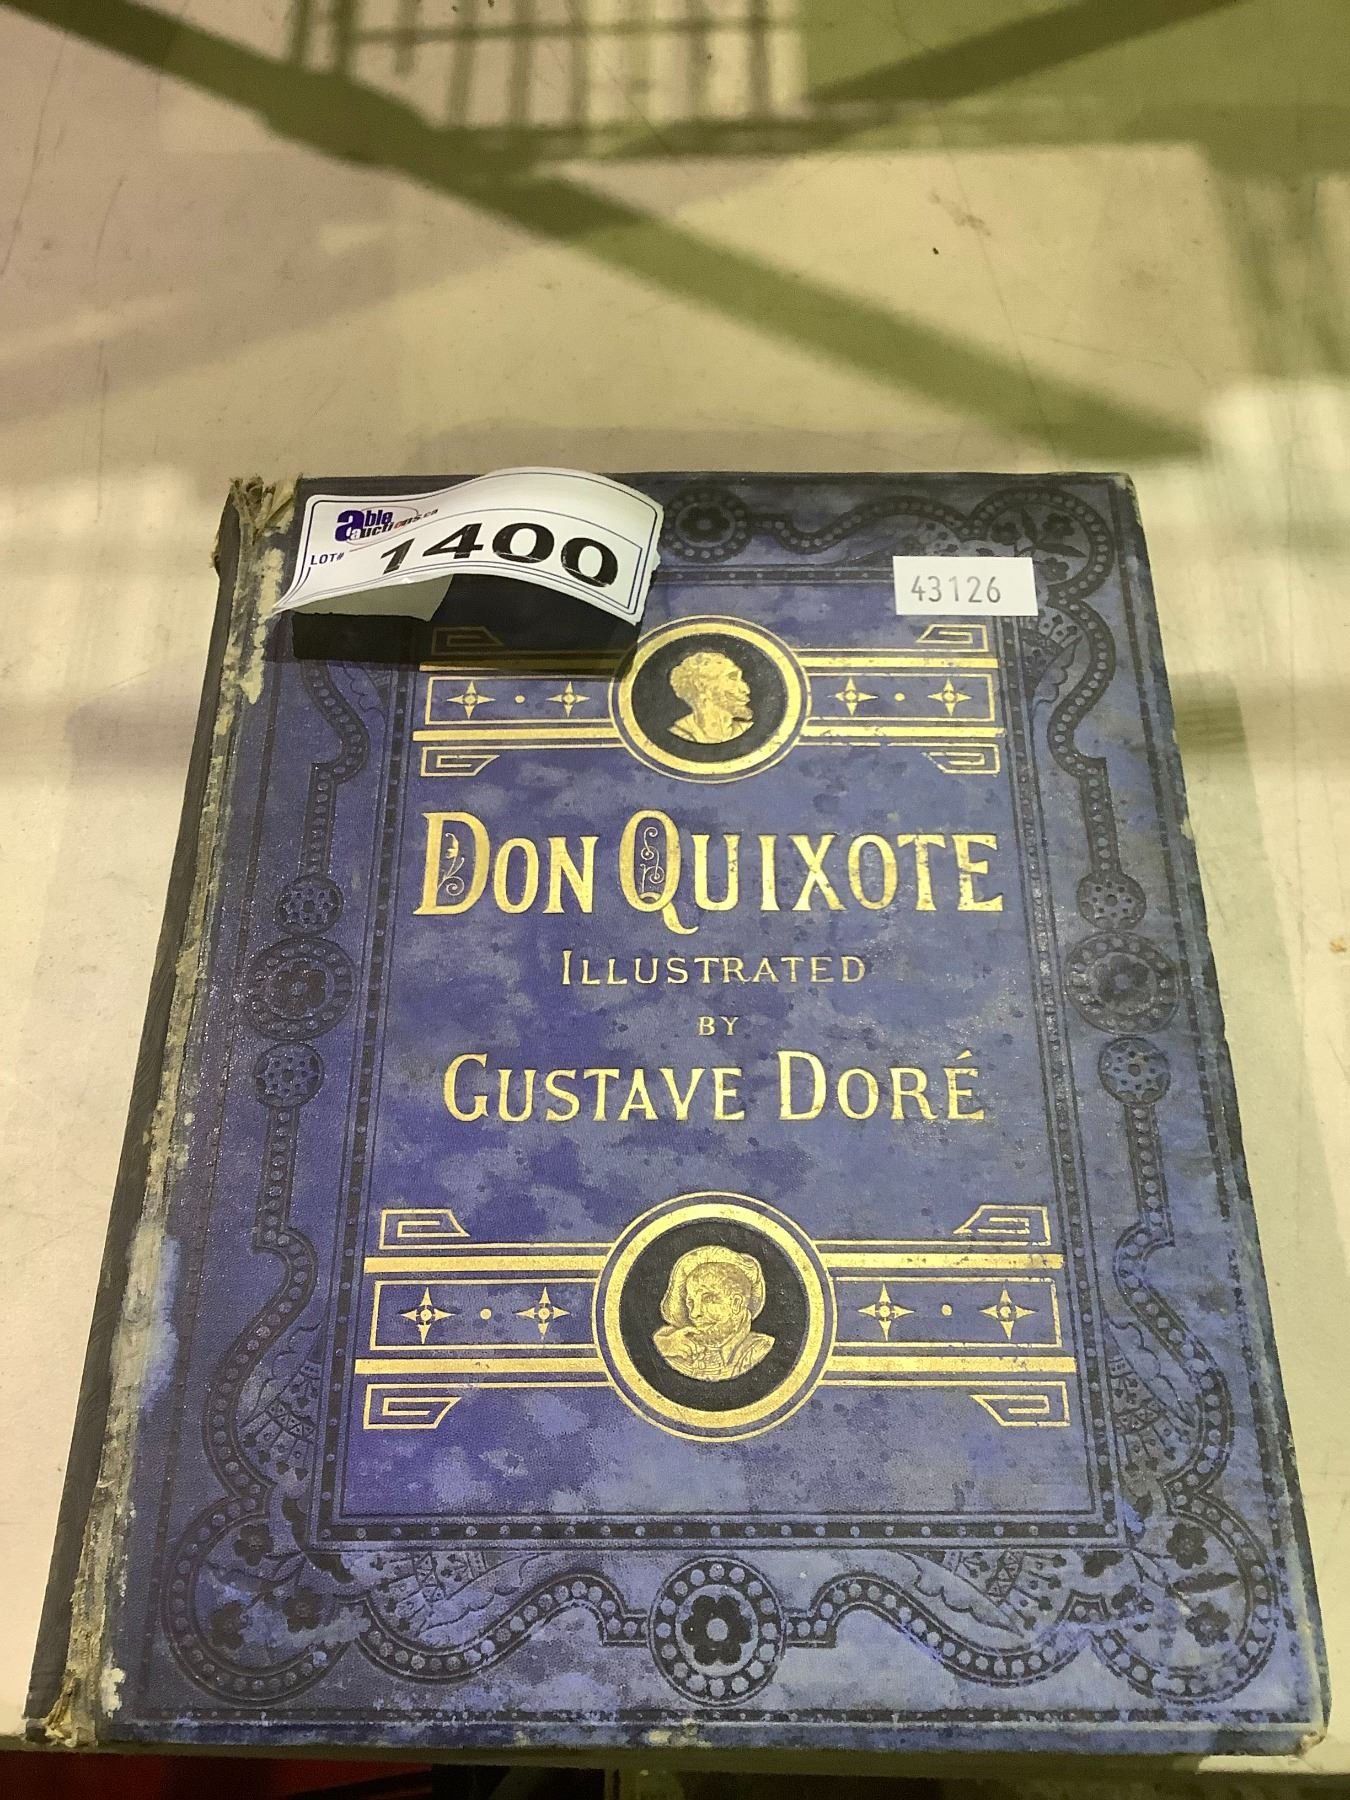 able
auctions.ca
LOT# 1400
43126
DON QUIXOTE
ILLUSTRATED
BY
GUSTAVE DORÉ